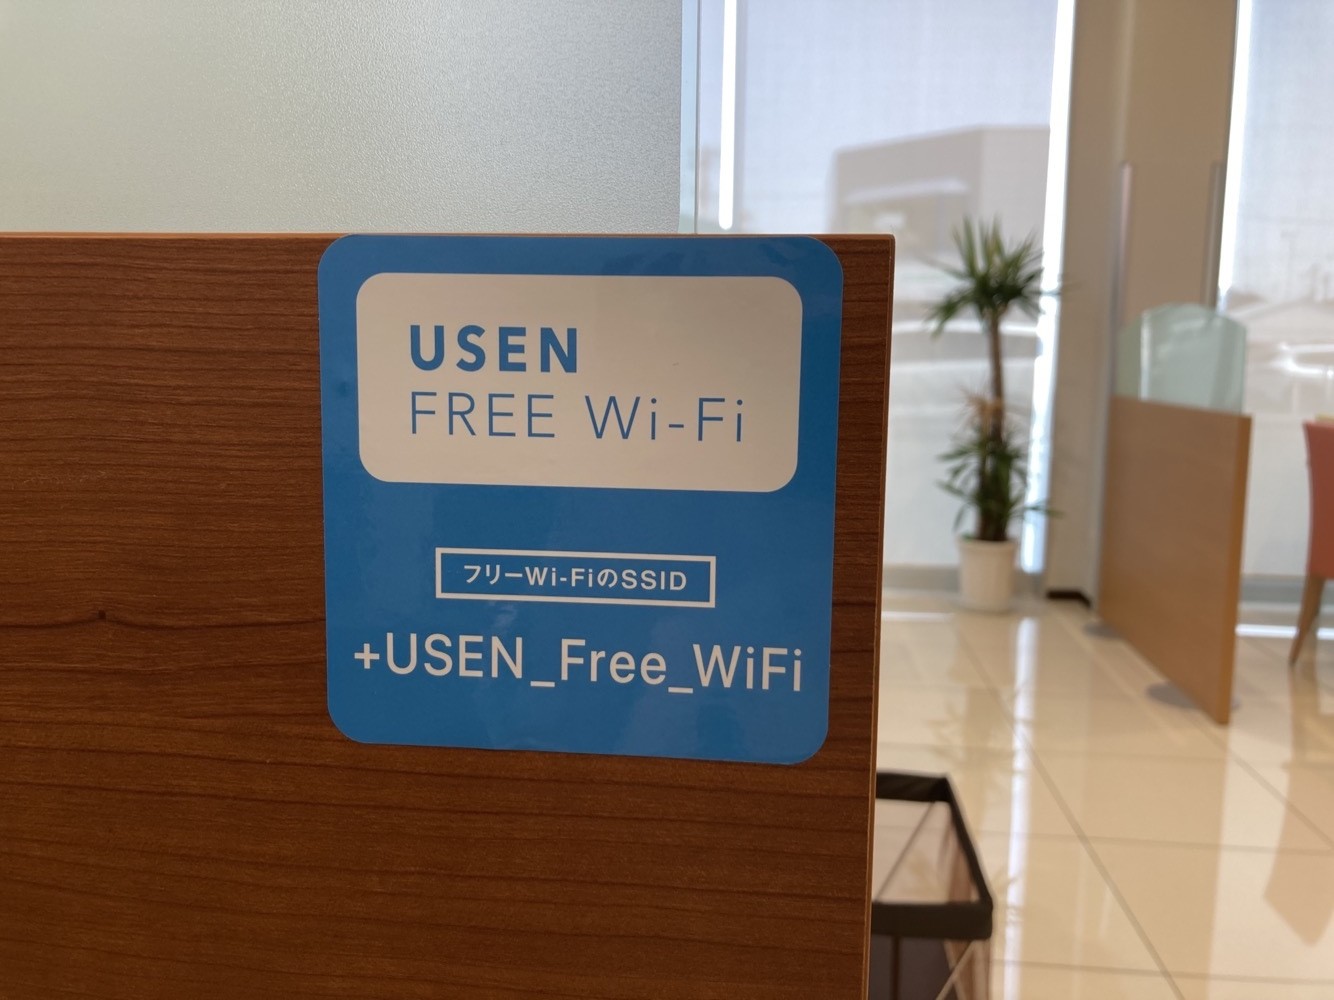 USEN
FREE Wi-Fi
フリーWi-FiのSSID
+USEN_Free_WiFi